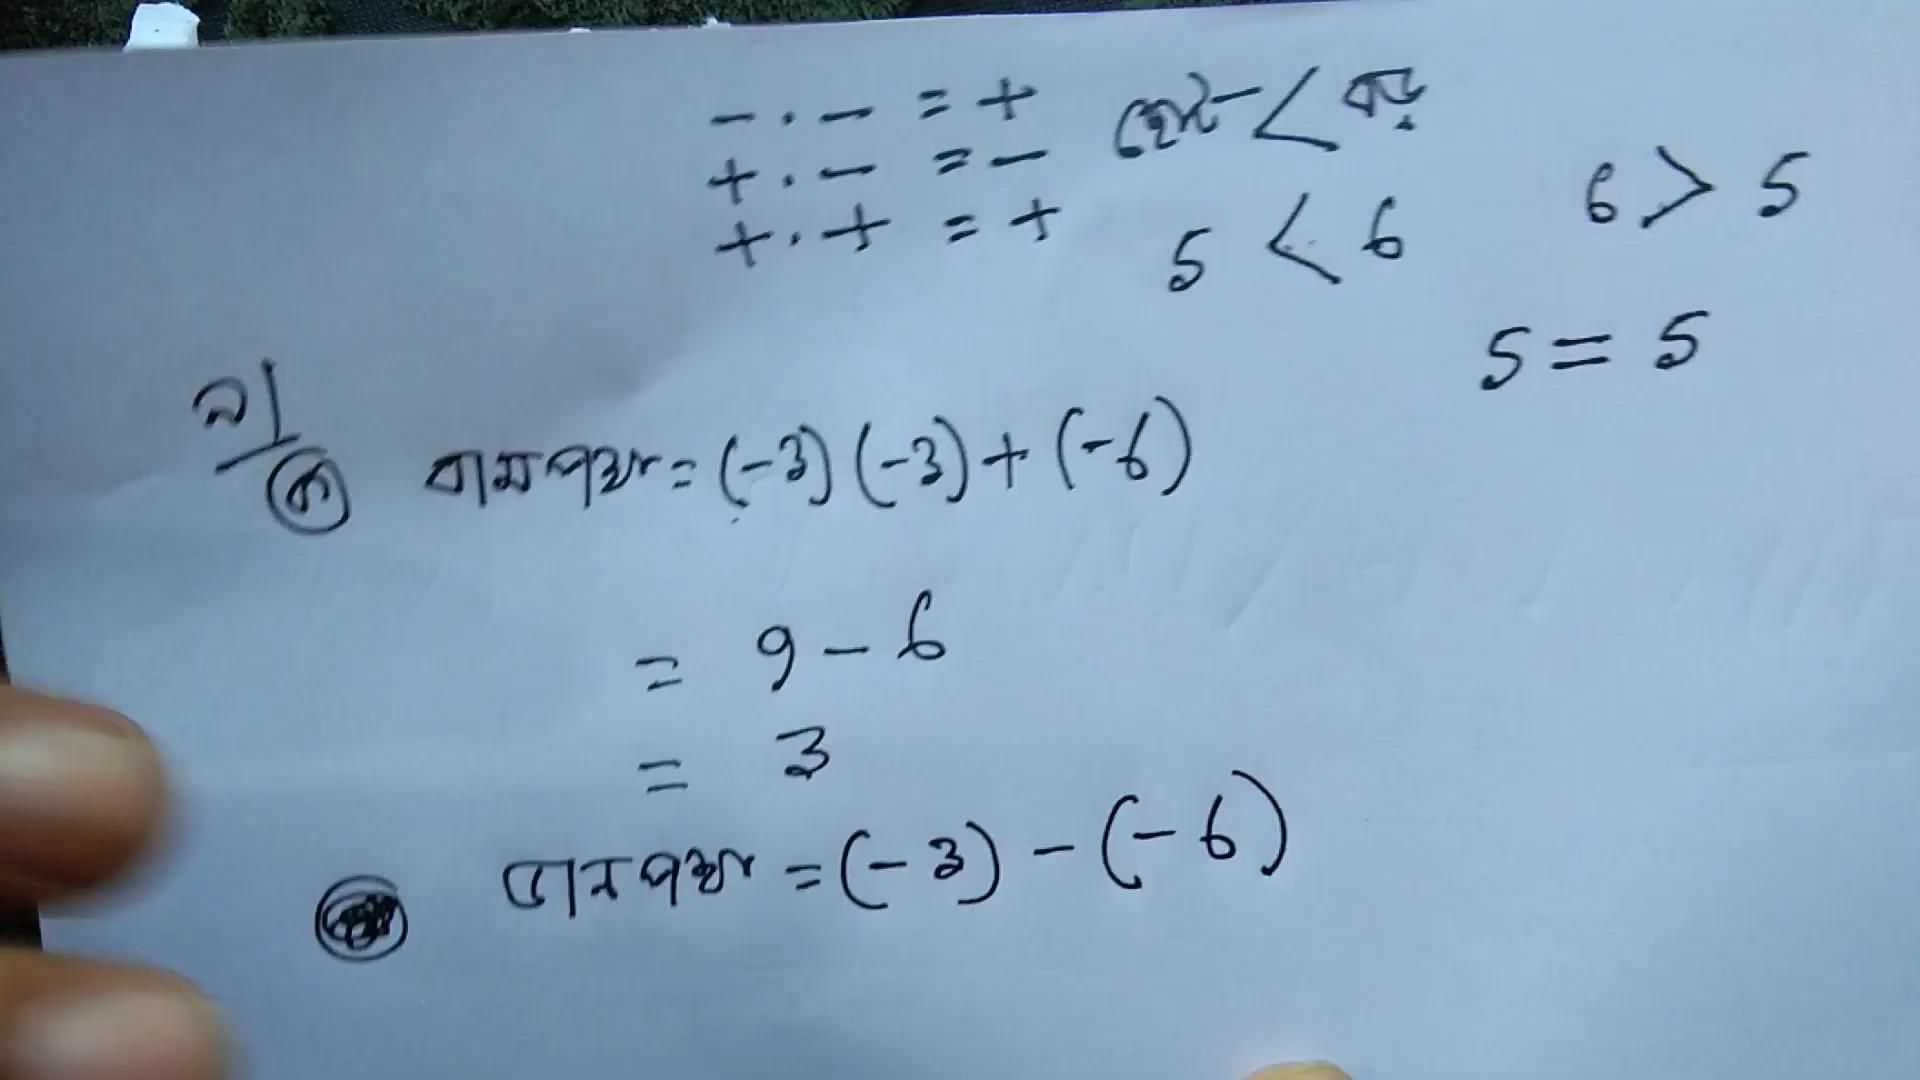 - . - = + ছোট < বড়
+ . - = -
+ . + = + 5 < 6 6 > 5
5 = 5
২।
(ক) বামপক্ষ = (-3) (-3) + (-6)
= 9 - 6
= 3
ডানপক্ষ = (-3) - (-6)